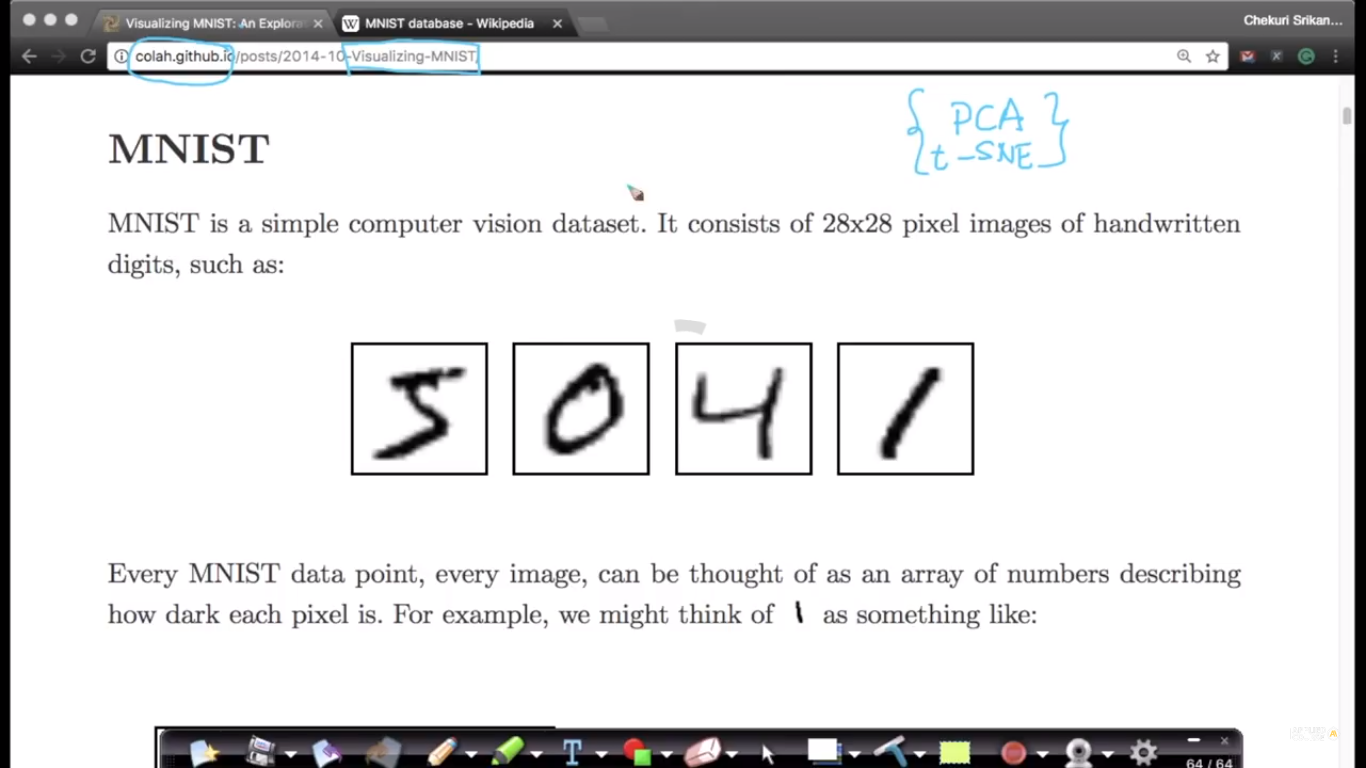 Visualizing MNIST: An Explorat
MNIST database - Wikipedia
Chekuri Srikan...
colah.github.io/posts/2014-10-Visualizing-MNIST/
{ PCA }
{ t-SNE }
MNIST
MNIST is a simple computer vision dataset. It consists of 28x28 pixel images of handwritten
digits, such as:
5 0 4 1
Every MNIST data point, every image, can be thought of as an array of numbers describing
how dark each pixel is. For example, we might think of 1 as something like:
T
64 / 64